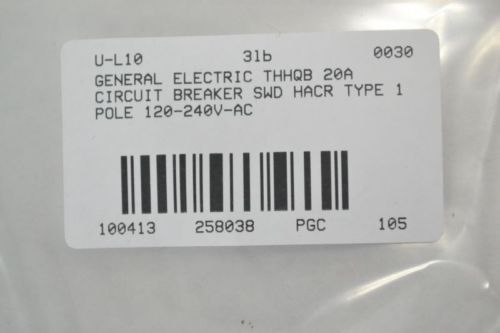 U-L10 3lb 0030
GENERAL ELECTRIC THHQB 20A
CIRCUIT BREAKER SWD HACR TYPE 1
POLE 120-240V-AC
100413 258038 PGC 105